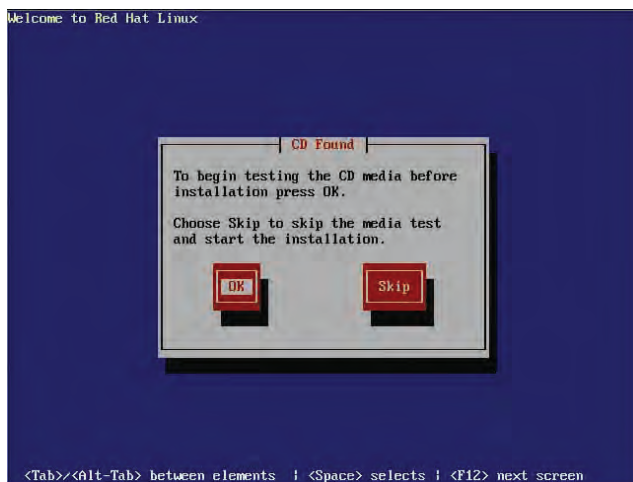 Welcome to Red Hat Linux
CD Found
To begin testing the CD media before
installation press OK.
Choose Skip to skip the media test
and start the installation.
OK Skip
<Tab>/<Alt-Tab> between elements | <Space> selects | <F12> next screen